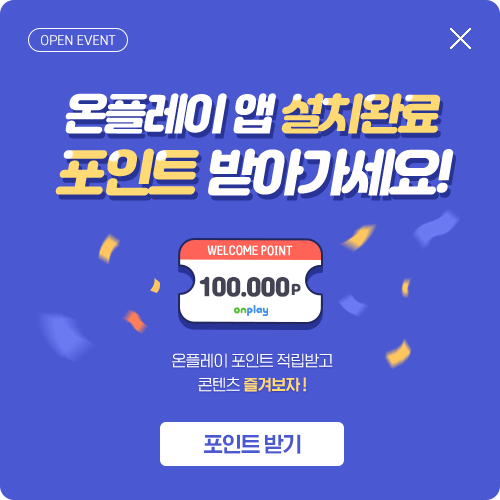 OPEN EVENT
온플레이 앱 설치완료
포인트 받아가세요!
WELCOME POINT
100.000P
onplay
온플레이 포인트 적립받고
콘텐츠 즐겨보자!
포인트 받기